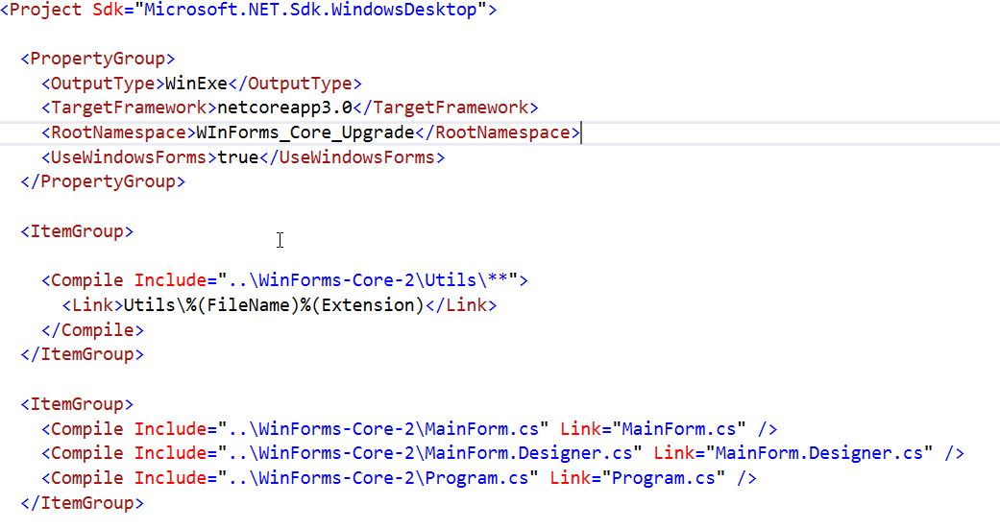 <Project Sdk="Microsoft.NET.Sdk.WindowsDesktop">
<PropertyGroup>
<OutputType>WinExe</OutputType>
<TargetFramework>netcoreapp3.0</TargetFramework>
<RootNamespace>WInForms_Core_Upgrade</RootNamespace>
<UseWindowsForms>true</UseWindowsForms>
</PropertyGroup>
<ItemGroup>
<Compile Include="..\WinForms-Core-2\Utils\**">
<Link>Utils\%(FileName)%(Extension)</Link>
</Compile>
</ItemGroup>
<ItemGroup>
<Compile Include="..\WinForms-Core-2\MainForm.cs" Link="MainForm.cs" />
<Compile Include="..\WinForms-Core-2\MainForm.Designer.cs" Link="MainForm.Designer.cs" />
<Compile Include="..\WinForms-Core-2\Program.cs" Link="Program.cs" />
</ItemGroup>